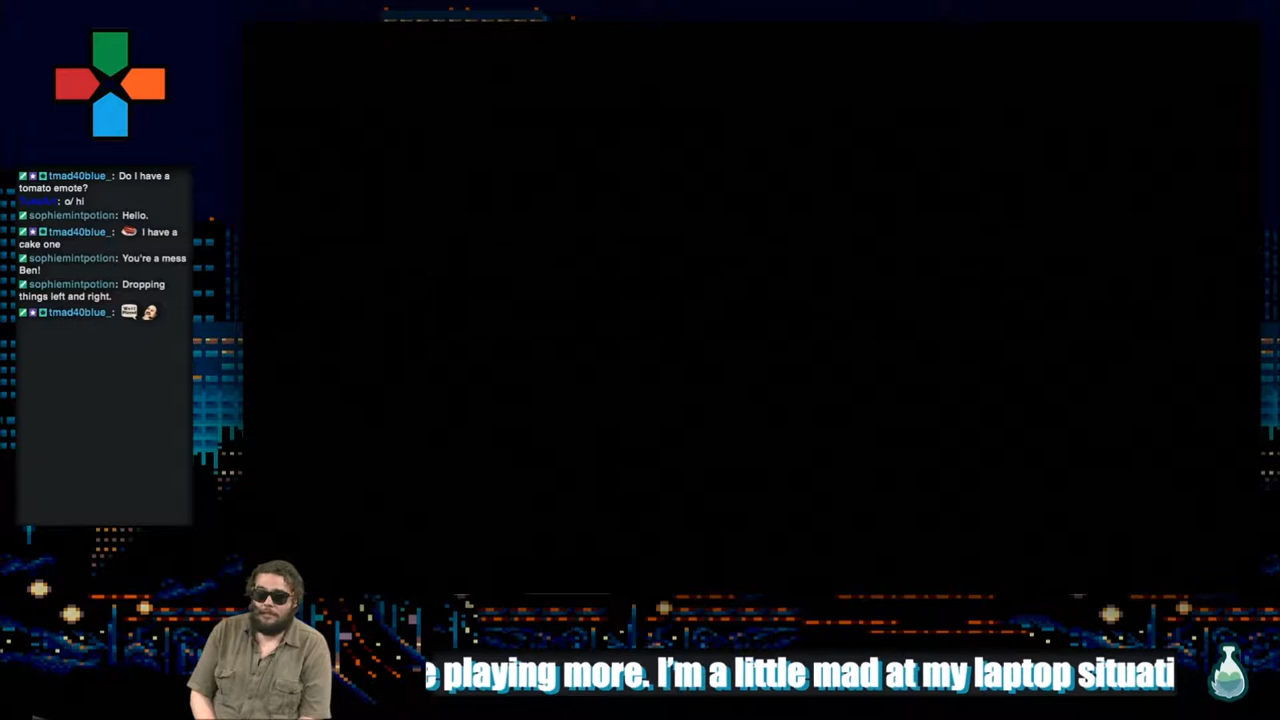 tmad40blue_: Do I have a
tomato emote?
: o/ hi
sophiemintpotion: Hello.
tmad40blue_: I have a
cake one
sophiemintpotion: You're a mess
Ben!
sophiemintpotion: Dropping
things left and right.
tmad40blue_:
e playing more. I'm a little mad at my laptop situati